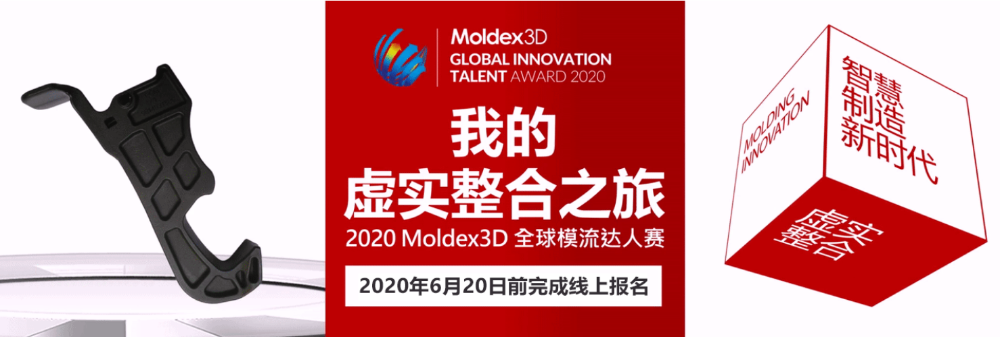 Moldex3D
GLOBAL INNOVATION
TALENT AWARD 2020
我的
虚实整合之旅
2020 Moldex3D 全球模流达人赛
2020年6月20日前完成线上报名
MOLDING
INNOVATION
智慧
制造
新时代
虚实
整合